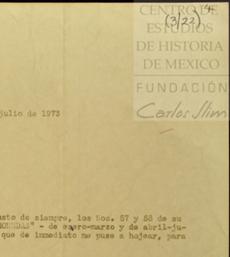 CENTRO DE
(3/22)
ESTUDIOS
DE HISTORIA
DE MEXICO
FUNDACIÓN
Carlos Slim
julio de 1973
usto de siempre, los Nos. 57 y 58 de su
- de enero-marzo y de abril-ju-
que de inmediato me puse a hojear, para